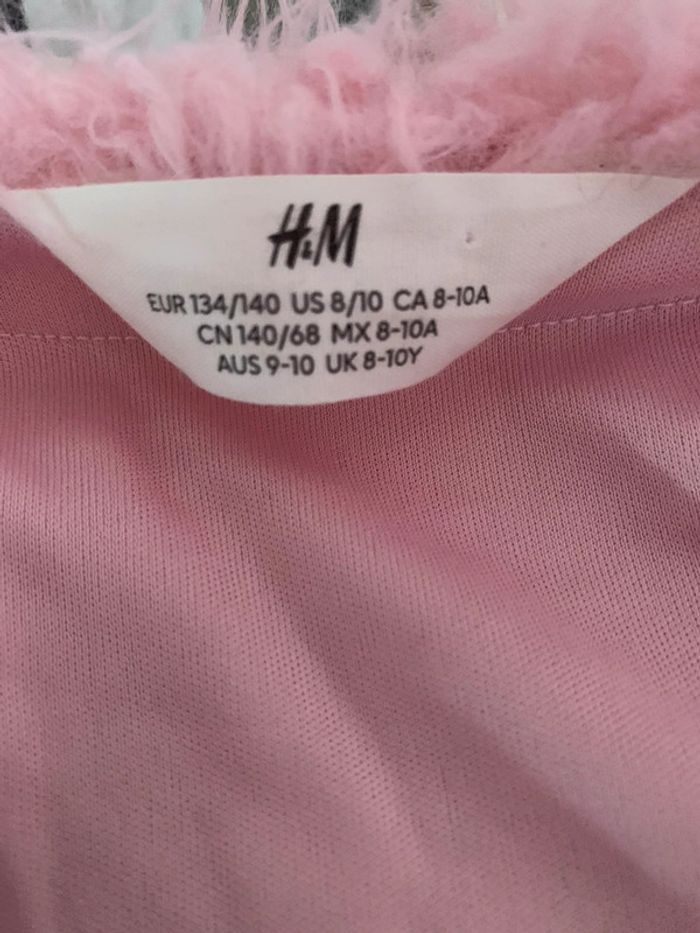 H&M
EUR 134/140 US 8/10 CA 8-10A
CN 140/68 MX 8-10A
AUS 9-10 UK 8-10Y